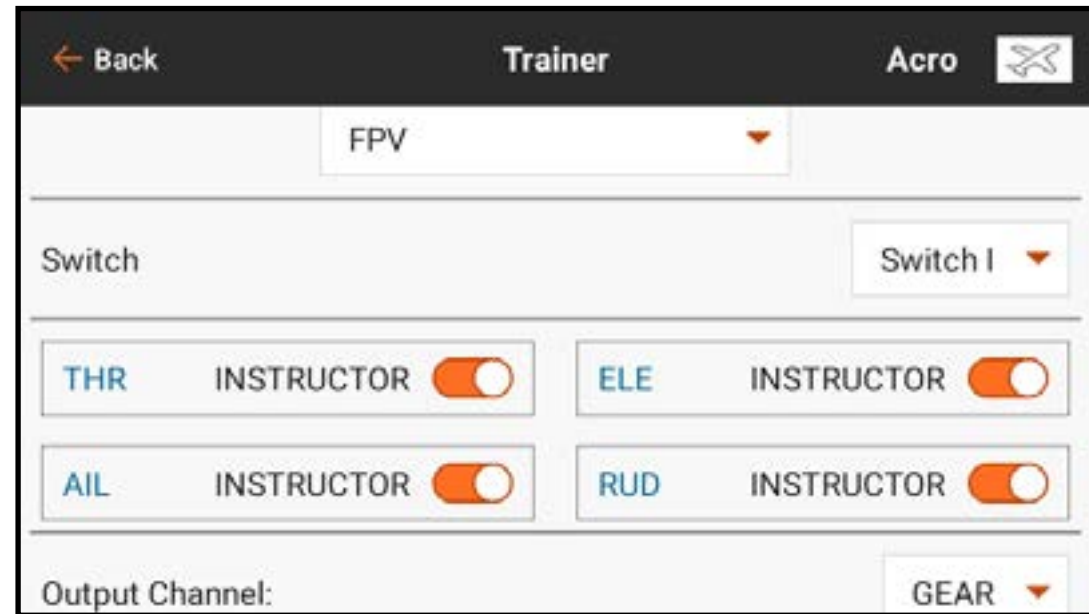 Back Trainer Acro
FPV
Switch Switch I
THR INSTRUCTOR ELE INSTRUCTOR
AIL INSTRUCTOR RUD INSTRUCTOR
Output Channel: GEAR